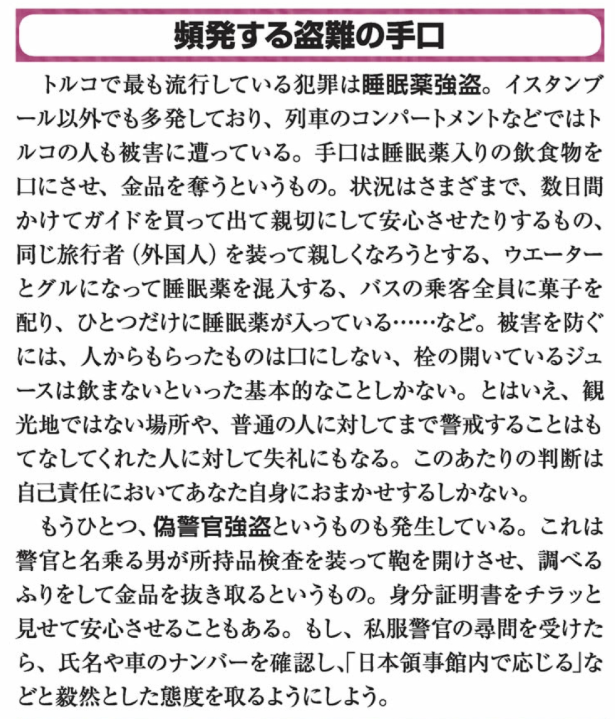 頻発する盗難の手口
　トルコで最も流行している犯罪は睡眠薬強盗。イスタンブ
ール以外でも多発しており、列車のコンパートメントなどではト
ルコの人も被害に遭っている。手口は睡眠薬入りの飲食物を
口にさせ、金品を奪うというもの。状況はさまざまで、数日間
かけてガイドを買って出て親切にして安心させたりするもの、
同じ旅行者（外国人）を装って親しくなろうとする、ウエーター
とグルになって睡眠薬を混入する、バスの乗客全員に菓子を
配り、ひとつだけに睡眠薬が入っている……など。被害を防ぐ
には、人からもらったものは口にしない、栓の開いているジュ
ースは飲まないといった基本的なことしかない。とはいえ、観
光地ではない場所や、普通の人に対してまで警戒することはも
てなしてくれた人に対して失礼にもなる。このあたりの判断は
自己責任においてあなた自身におまかせするしかない。
　もうひとつ、偽警官強盗というものも発生している。これは
警官と名乗る男が所持品検査を装って鞄を開けさせ、調べる
ふりをして金品を抜き取るというもの。身分証明書をチラッと
見せて安心させることもある。もし、私服警官の尋問を受けた
ら、氏名や車のナンバーを確認し、「日本領事館内で応じる」な
どと毅然とした態度を取るようにしよう。